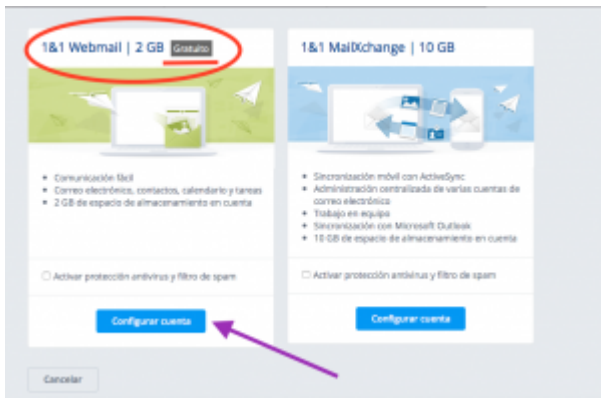 1&1 Webmail | 2 GB Gratuito
• Comunicación fácil
• Correo electrónico, contactos, calendario y tareas
• 2 GB de espacio de almacenamiento en cuenta
Activar protección antivirus y filtro de spam
Configurar cuenta
1&1 MailXchange | 10 GB
• Sincronización móvil con ActiveSync
• Administración centralizada de varias cuentas de
correo electrónico
• Trabajo en equipo
• Sincronización con Microsoft Outlook
• 10 GB de espacio de almacenamiento en cuenta
Activar protección antivirus y filtro de spam
Configurar cuenta
Cancelar